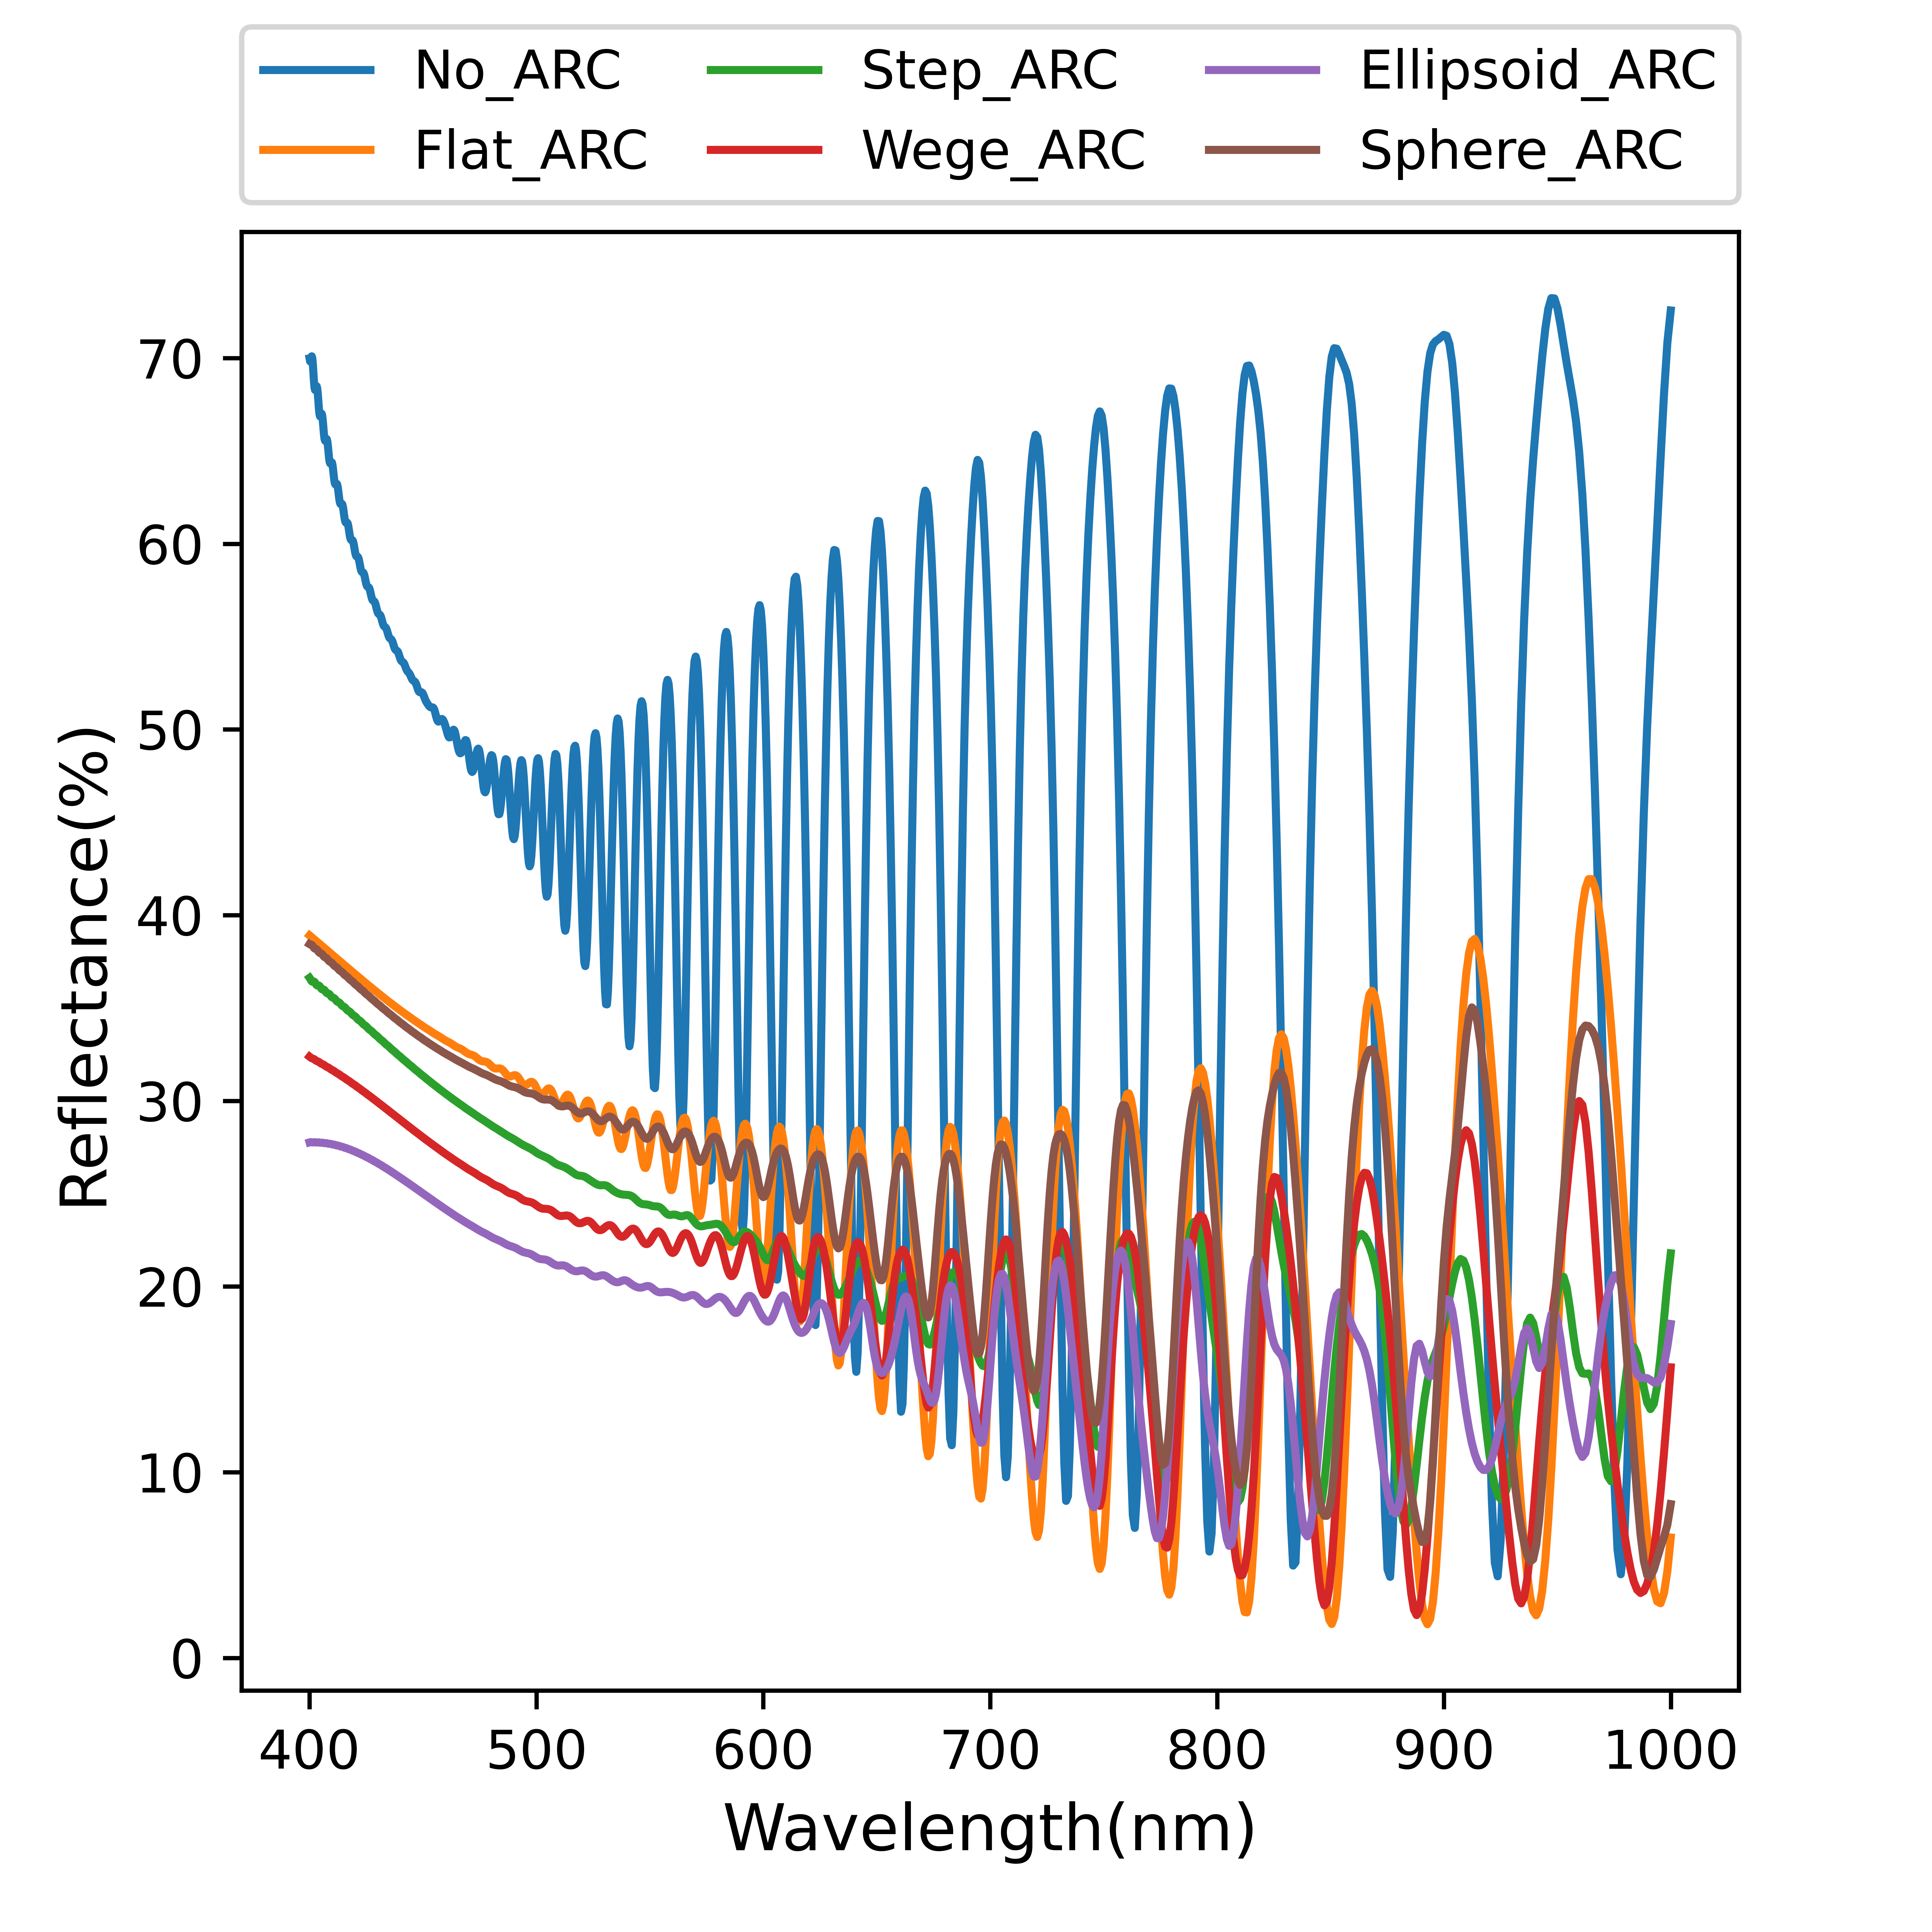 No_ARC Step_ARC Ellipsoid_ARC
Flat_ARC Wege_ARC Sphere_ARC
70
60
50
40
30
20
10
0
Reflectance(%)
400 500 600 700 800 900 1000
Wavelength(nm)